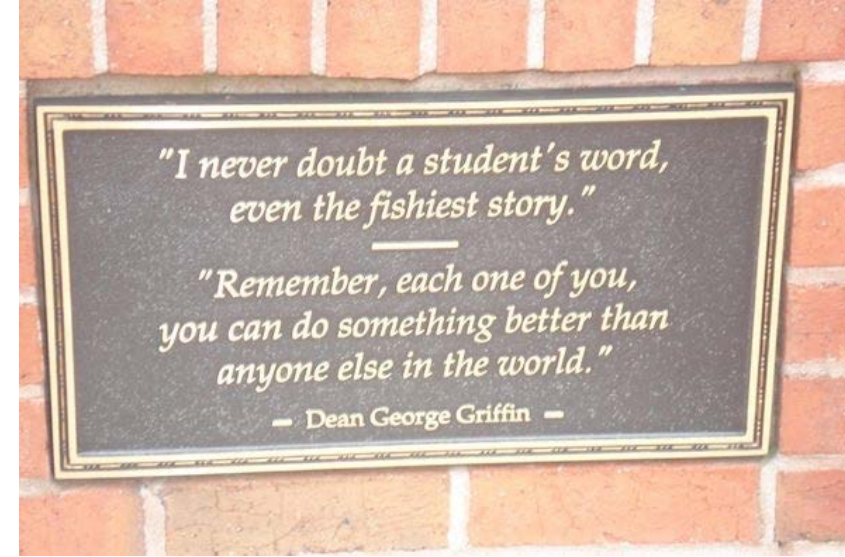 "I never doubt a student's word,
even the fishiest story."
"Remember, each one of you,
you can do something better than
anyone else in the world."
— Dean George Griffin —